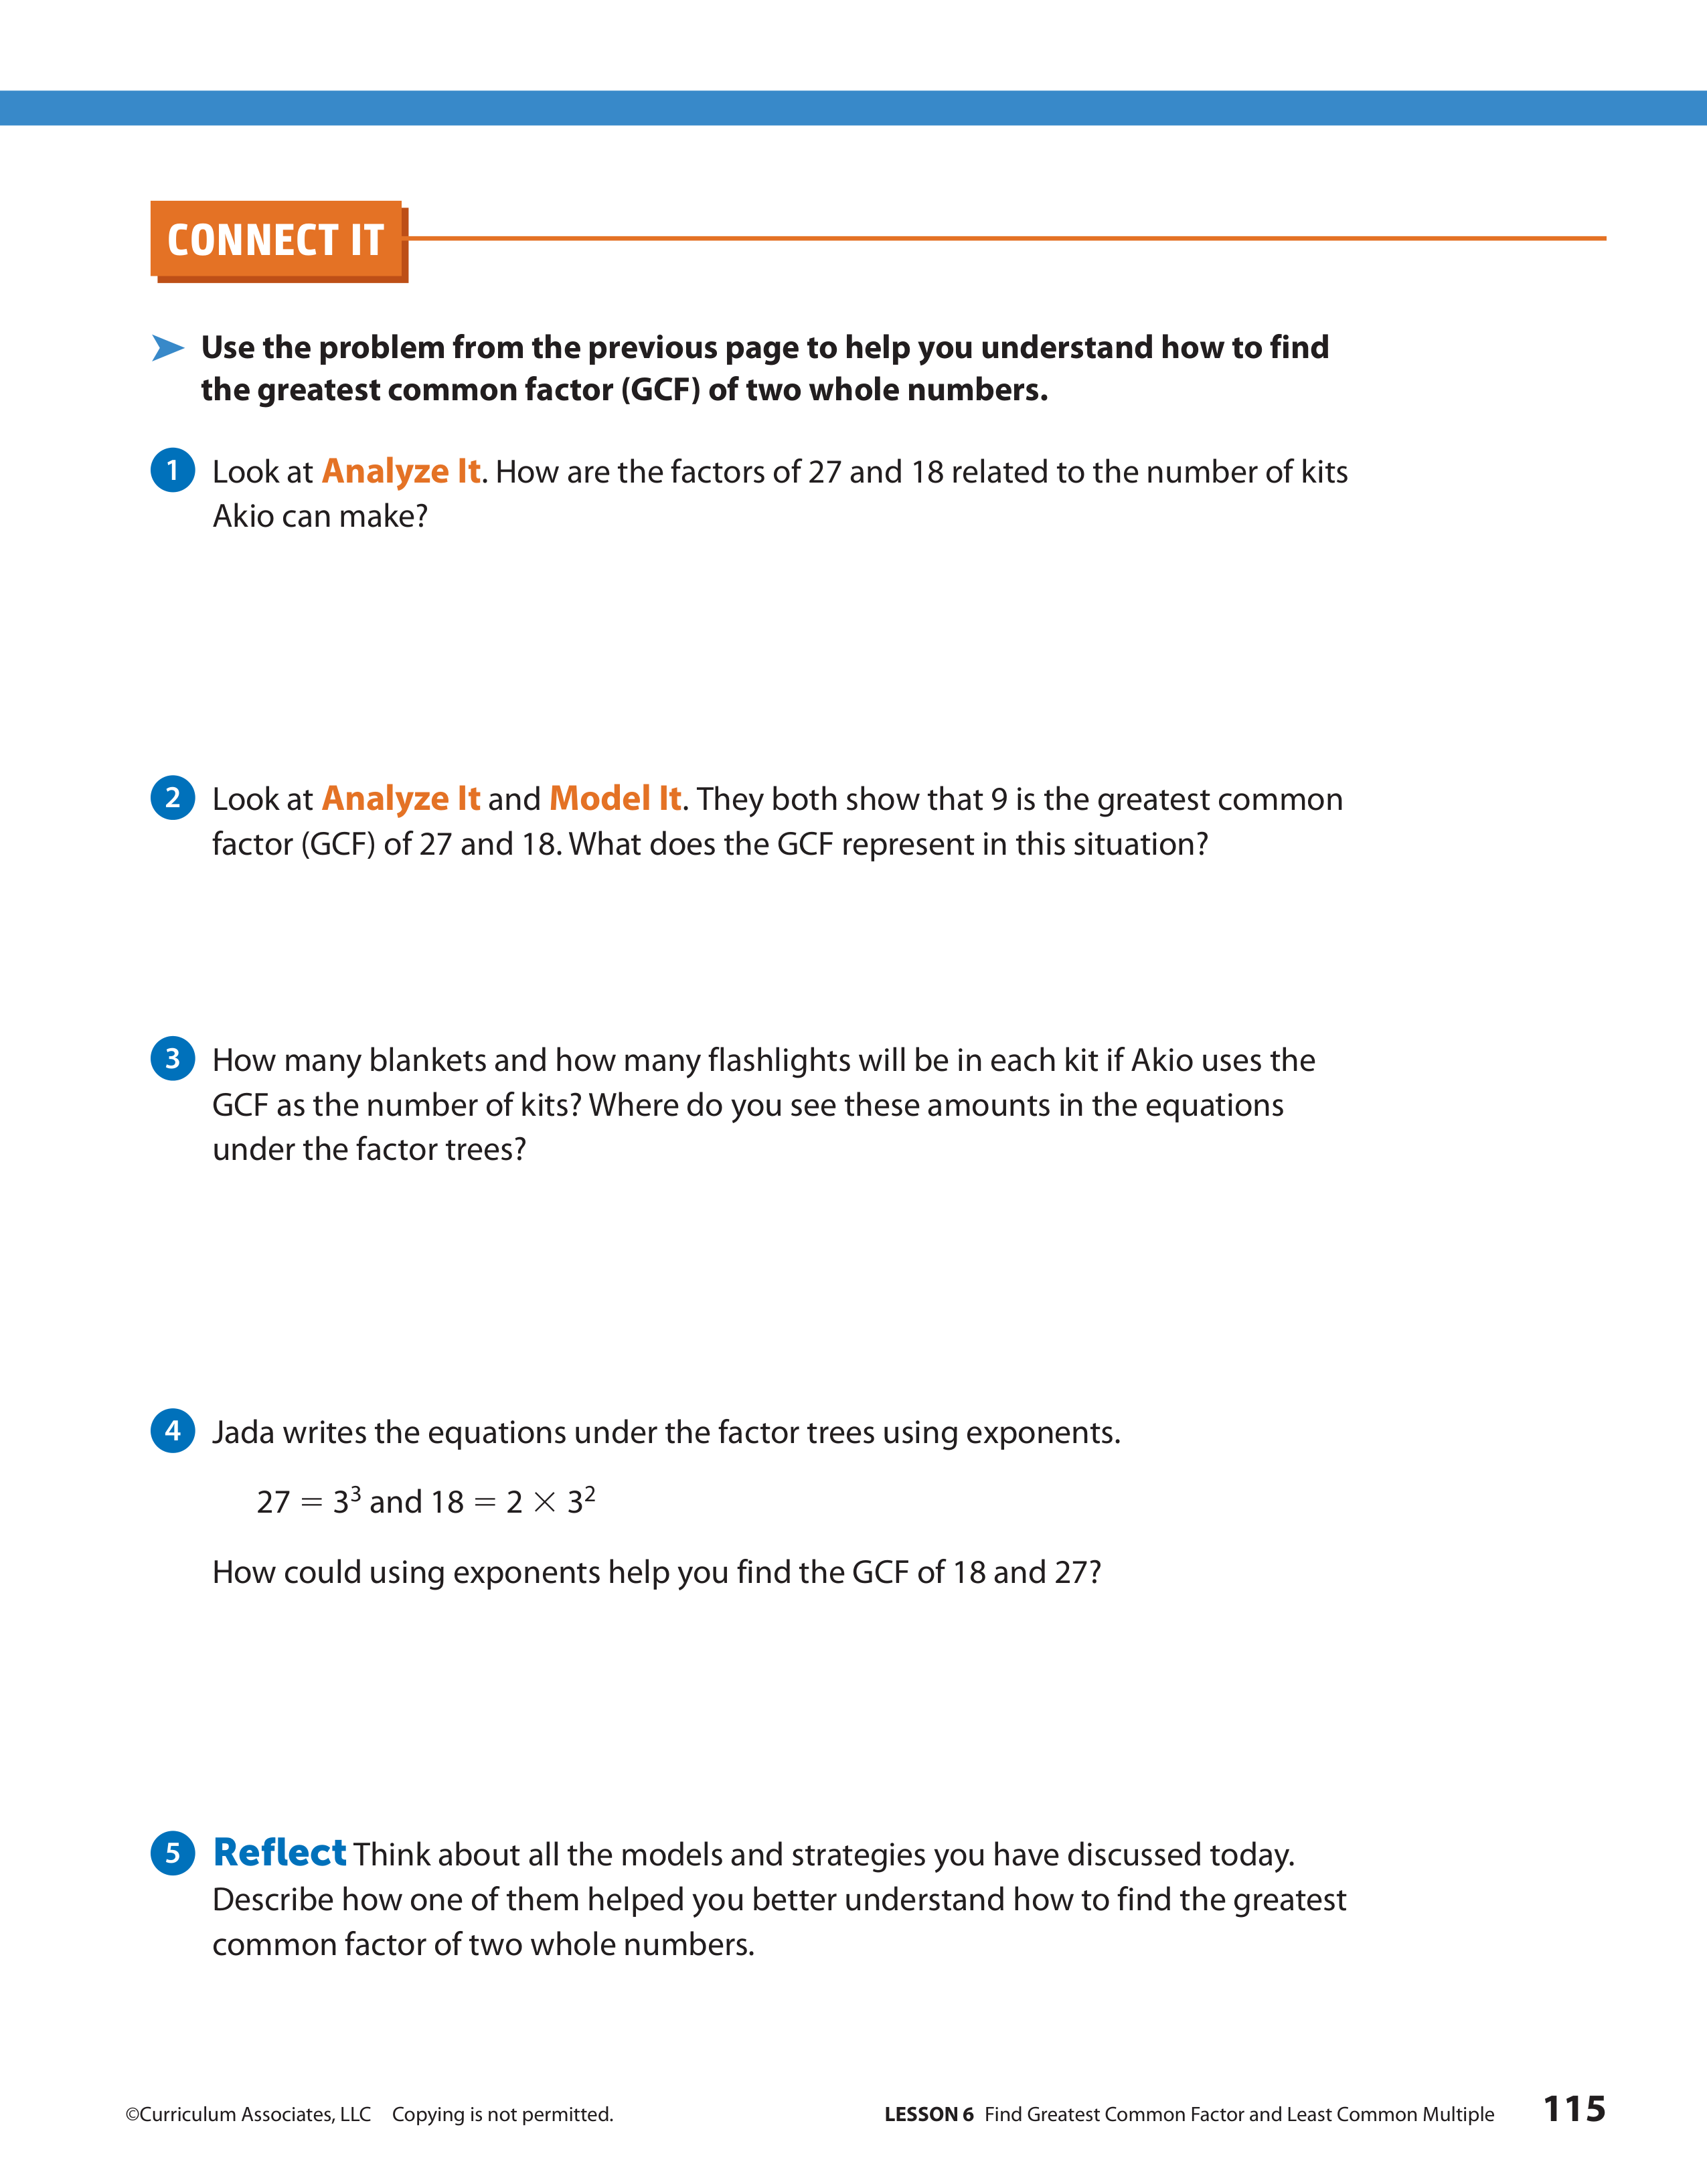 CONNECT IT
➤ Use the problem from the previous page to help you understand how to find
the greatest common factor (GCF) of two whole numbers.
1 Look at Analyze It. How are the factors of 27 and 18 related to the number of kits
Akio can make?
2 Look at Analyze It and Model It. They both show that 9 is the greatest common
factor (GCF) of 27 and 18. What does the GCF represent in this situation?
3 How many blankets and how many flashlights will be in each kit if Akio uses the
GCF as the number of kits? Where do you see these amounts in the equations
under the factor trees?
4 Jada writes the equations under the factor trees using exponents.
27 = 3³ and 18 = 2 × 3²
How could using exponents help you find the GCF of 18 and 27?
5 Reflect Think about all the models and strategies you have discussed today.
Describe how one of them helped you better understand how to find the greatest
common factor of two whole numbers.
©Curriculum Associates, LLC Copying is not permitted.
LESSON 6 Find Greatest Common Factor and Least Common Multiple 115